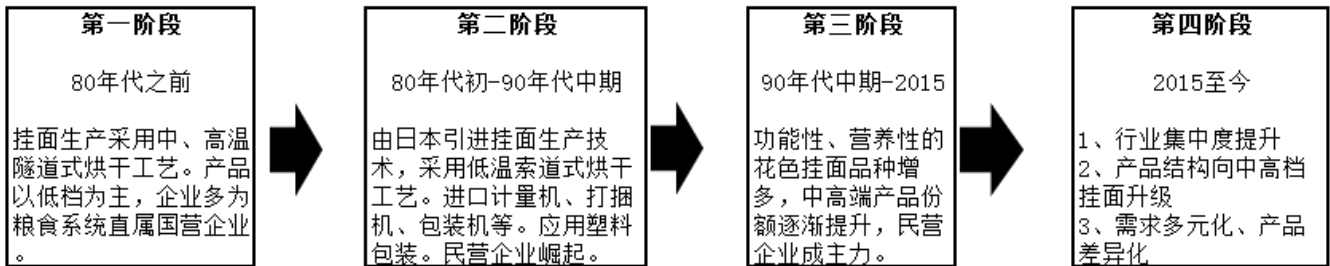 第一阶段
80年代之前
挂面生产采用中、高温
隧道式烘干工艺。产品
以低档为主，企业多为
粮食系统直属国营企业
。
第二阶段
80年代初-90年代中期
由日本引进挂面生产技
术，采用低温索道式烘干
工艺。进口计量机、打捆
机、包装机等。应用塑料
包装。民营企业崛起。
第三阶段
90年代中期-2015
功能性、营养性的
花色挂面品种增
多，中高端产品份
额逐渐提升，民营
企业成主力。
第四阶段
2015至今
1、行业集中度提升
2、产品结构向中高档
挂面升级
3、需求多元化、产品
差异化